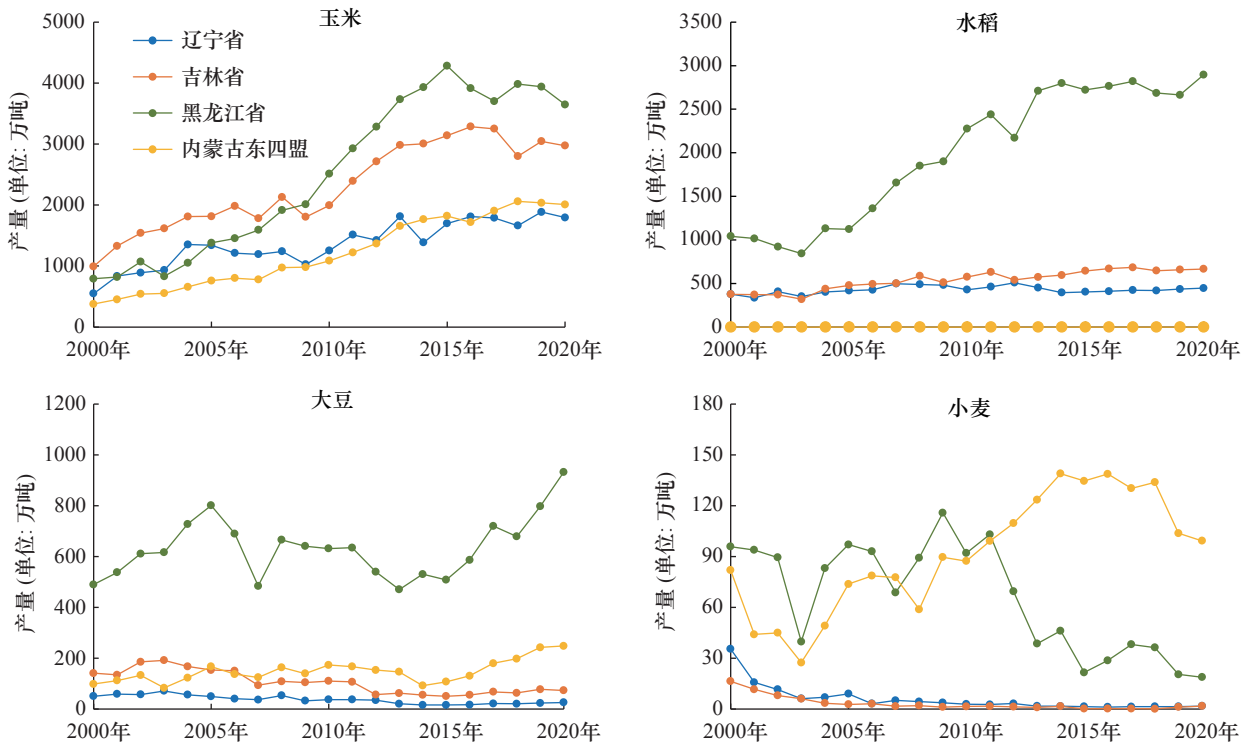 玉米
产量 (单位: 万吨)
5000
4000
3000
2000
1000
0
辽宁省
吉林省
黑龙江省
内蒙古东四盟
2000年 2005年 2010年 2015年 2020年
水稻
产量 (单位: 万吨)
3500
3000
2500
2000
1500
1000
500
0
2000年 2005年 2010年 2015年 2020年
大豆
产量 (单位: 万吨)
1200
1000
800
600
400
200
0
2000年 2005年 2010年 2015年 2020年
小麦
产量 (单位: 万吨)
180
150
120
90
60
30
0
2000年 2005年 2010年 2015年 2020年